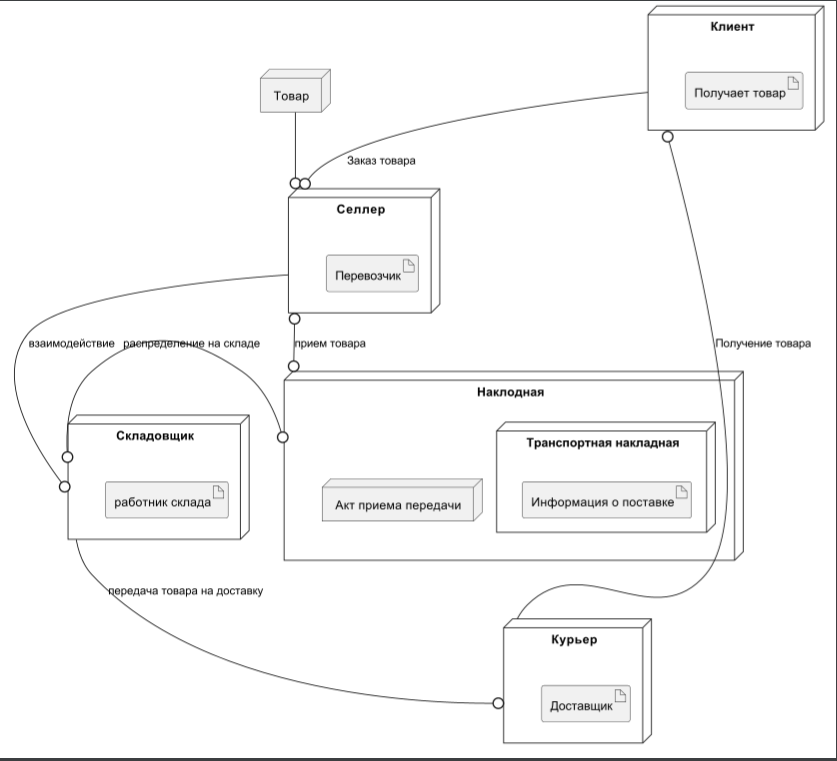 Клиент
Получает товар
Товар
Заказ товара
Селлер
Перевозчик
взаимодействие
распределение на складе
прием товара
Получение товара
Наклодная
Складовщик
Транспортная накладная
работник склада
Акт приема передачи
Информация о поставке
передача товара на доставку
Курьер
Доставщик